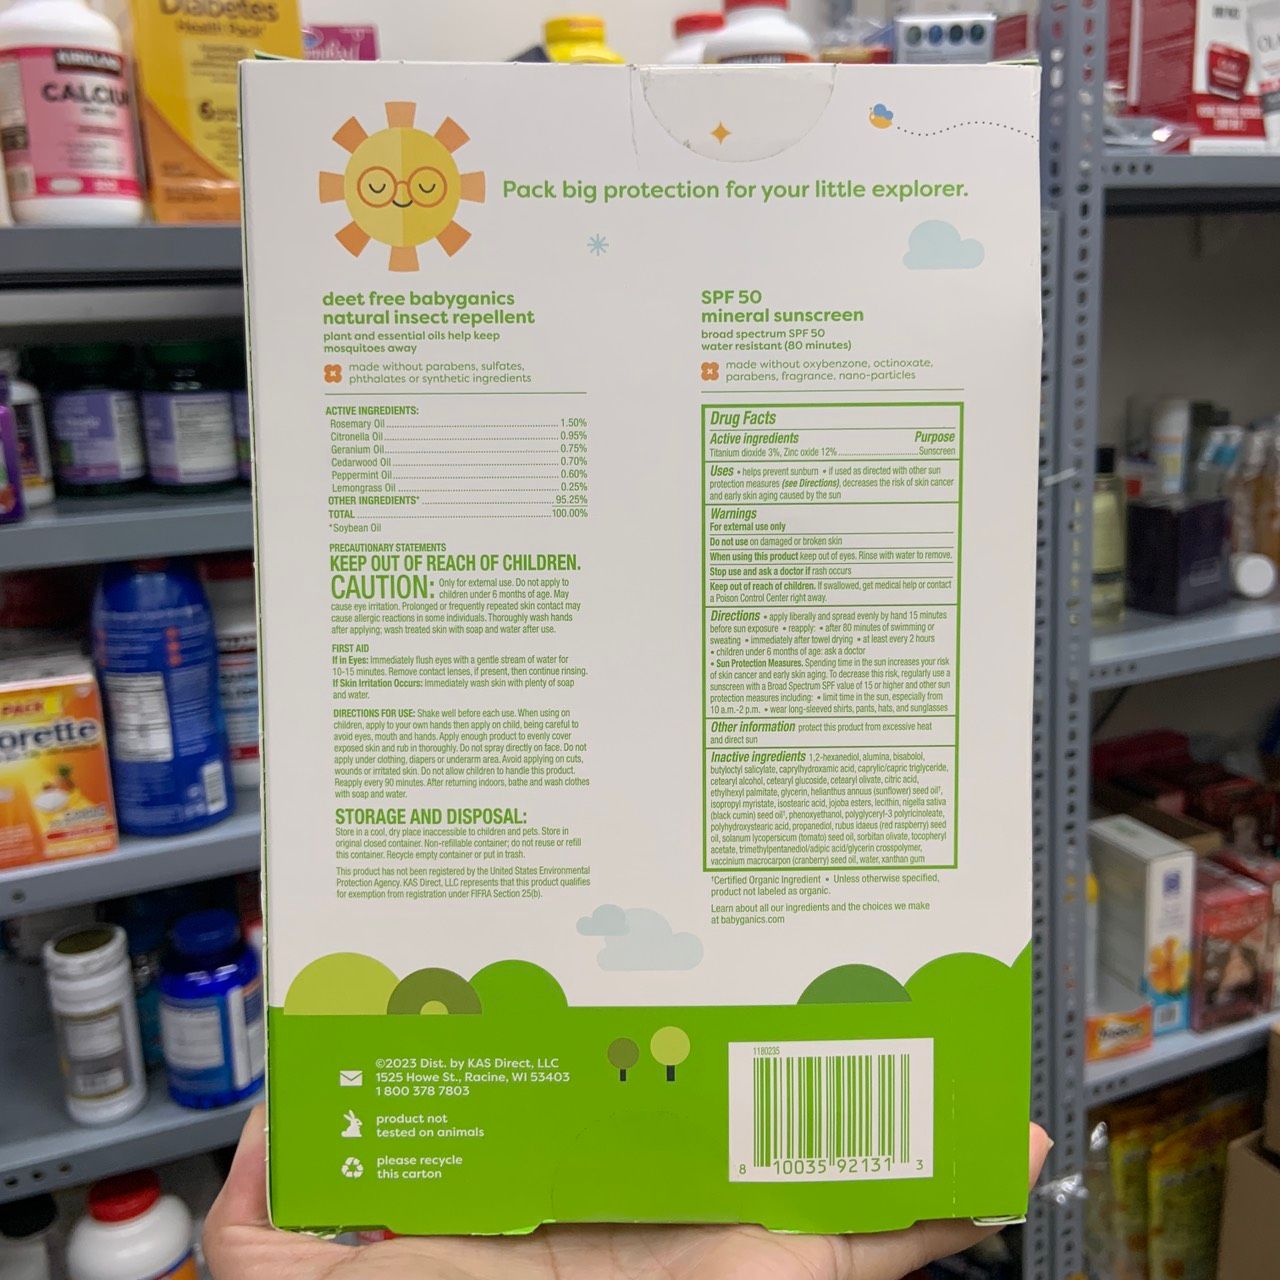 Diabetes
Health Pack
KIRKLAND
CALCIUM
Pack big protection for your little explorer.
deet free babyganics
natural insect repellent
plant and essential oils help keep
mosquitoes away
made without parabens, sulfates,
phthalates or synthetic ingredients
ACTIVE INGREDIENTS:
Rosemary Oil 1.50%
Citronella Oil 0.95%
Geranium Oil 0.75%
Cedarwood Oil 0.70%
Peppermint Oil 0.60%
Lemongrass Oil 0.25%
OTHER INGREDIENTS* 95.25%
TOTAL 100.00%
*Soybean Oil
PRECAUTIONARY STATEMENTS
KEEP OUT OF REACH OF CHILDREN.
CAUTION: Only for external use. Do not apply to
children under 6 months of age. May
cause eye irritation. Prolonged or frequently repeated skin contact may
cause allergic reactions in some individuals. Thoroughly wash hands
after applying; wash treated skin with soap and water after use.
FIRST AID
If in Eyes: Immediately flush eyes with a gentle stream of water for
10-15 minutes. Remove contact lenses, if present, then continue rinsing.
If Skin Irritation Occurs: Immediately wash skin with plenty of soap
and water.
DIRECTIONS FOR USE: Shake well before each use. When using on
children, apply to your own hands then apply on child, being careful to
avoid eyes, mouth and hands. Apply enough product to evenly cover
exposed skin and rub in thoroughly. Do not spray directly on face. Do not
apply under clothing, diapers or underarm area. Avoid applying on cuts,
wounds or irritated skin. Do not allow children to handle this product.
Reapply every 90 minutes. After returning indoors, bathe and wash clothes
with soap and water.
STORAGE AND DISPOSAL:
Store in a cool, dry place inaccessible to children and pets. Store in
original closed container. Non-refillable container; do not reuse or refill
this container. Recycle empty container or put in trash.
This product has not been registered by the United States Environmental
Protection Agency. KAS Direct, LLC represents that this product qualifies
for exemption from registration under FIFRA Section 25(b).
SPF 50
mineral sunscreen
broad spectrum SPF 50
water resistant (80 minutes)
made without oxybenzone, octinoxate,
parabens, fragrance, nano-particles
Drug Facts
Active ingredients Purpose
Titanium dioxide 3%, Zinc oxide 12% Sunscreen
Uses • helps prevent sunburn • if used as directed with other sun
protection measures (see Directions), decreases the risk of skin cancer
and early skin aging caused by the sun
Warnings
For external use only
Do not use on damaged or broken skin
When using this product keep out of eyes. Rinse with water to remove.
Stop use and ask a doctor if rash occurs
Keep out of reach of children. If swallowed, get medical help or contact
a Poison Control Center right away.
Directions • apply liberally and spread evenly by hand 15 minutes
before sun exposure • reapply: • after 80 minutes of swimming or
sweating • immediately after towel drying • at least every 2 hours
• children under 6 months of age: ask a doctor
• Sun Protection Measures. Spending time in the sun increases your risk
of skin cancer and early skin aging. To decrease this risk, regularly use a
sunscreen with a Broad Spectrum SPF value of 15 or higher and other sun
protection measures including: • limit time in the sun, especially from
10 a.m.-2 p.m. • wear long-sleeved shirts, pants, hats, and sunglasses
Other information protect this product from excessive heat
and direct sun
Inactive ingredients 1,2-hexanediol, alumina, bisabolol,
butyloctyl salicylate, caprylhydroxamic acid, caprylic/capric triglyceride,
cetearyl alcohol, cetearyl glucoside, cetearyl olivate, citric acid,
ethylhexyl palmitate, glycerin, helianthus annuus (sunflower) seed oil†,
isopropyl myristate, isostearic acid, jojoba esters, lecithin, nigella sativa
(black cumin) seed oil†, phenoxyethanol, polyglyceryl-3 polyricinoleate,
polyhydroxystearic acid, propanediol, rubus idaeus (red raspberry) seed
oil, solanum lycopersicum (tomato) seed oil, sorbitan olivate, tocopheryl
acetate, trimethylpentanediol/adipic acid/glycerin crosspolymer,
vaccinium macrocarpon (cranberry) seed oil, water, xanthan gum
†Certified Organic Ingredient • Unless otherwise specified,
product not labeled as organic.
Learn about all our ingredients and the choices we make
at babyganics.com
©2023 Dist. by KAS Direct, LLC
1525 Howe St., Racine, WI 53403
1 800 378 7803
product not
tested on animals
please recycle
this carton
1180235
8 10035 92131 3
PACK
orette